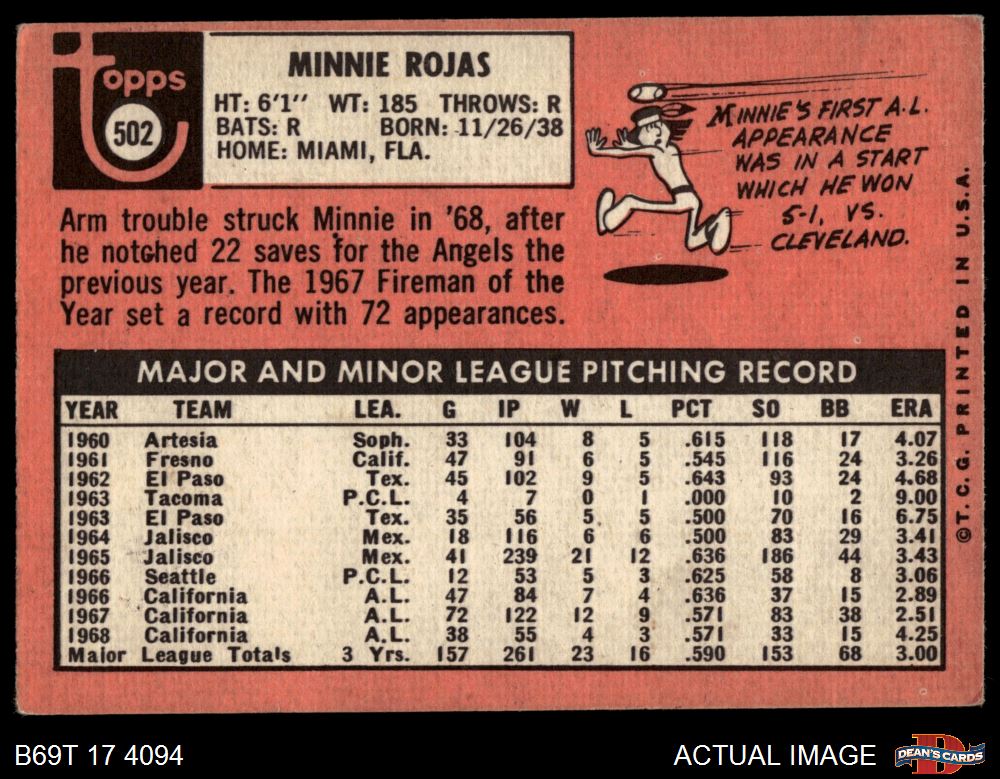 Topps
502
MINNIE ROJAS
HT: 6'1" WT: 185 THROWS: R
BATS: R BORN: 11/26/38
HOME: MIAMI, FLA.
Arm trouble struck Minnie in '68, after
he notched 22 saves for the Angels the
previous year. The 1967 Fireman of the
Year set a record with 72 appearances.
MINNIE'S FIRST A.L.
APPEARANCE
WAS IN A START
WHICH HE WON
5-1, VS.
CLEVELAND.
MAJOR AND MINOR LEAGUE PITCHING RECORD
YEAR TEAM LEA. G IP W L PCT SO BB ERA
1960 Artesia Soph. 33 104 8 5 .615 118 17 4.07
1961 Fresno Calif. 47 91 6 5 .545 116 24 3.26
1962 El Paso Tex. 45 102 9 5 .643 93 24 4.68
1963 Tacoma P.C.L. 4 7 0 1 .000 10 2 9.00
1963 El Paso Tex. 35 56 5 5 .500 70 16 6.75
1964 Jalisco Mex. 18 116 6 6 .500 83 29 3.41
1965 Jalisco Mex. 41 239 21 12 .636 186 44 3.43
1966 Seattle P.C.L. 12 53 5 3 .625 58 8 3.06
1966 California A.L. 47 84 7 4 .636 37 15 2.89
1967 California A.L. 72 122 12 9 .571 83 38 2.51
1968 California A.L. 38 55 4 3 .571 33 15 4.25
Major League Totals 3 Yrs. 157 261 23 16 .590 153 68 3.00
©T. C. G. PRINTED IN U.S.A.
B69T 17 4094
ACTUAL IMAGE
D
DEAN'S CARDS